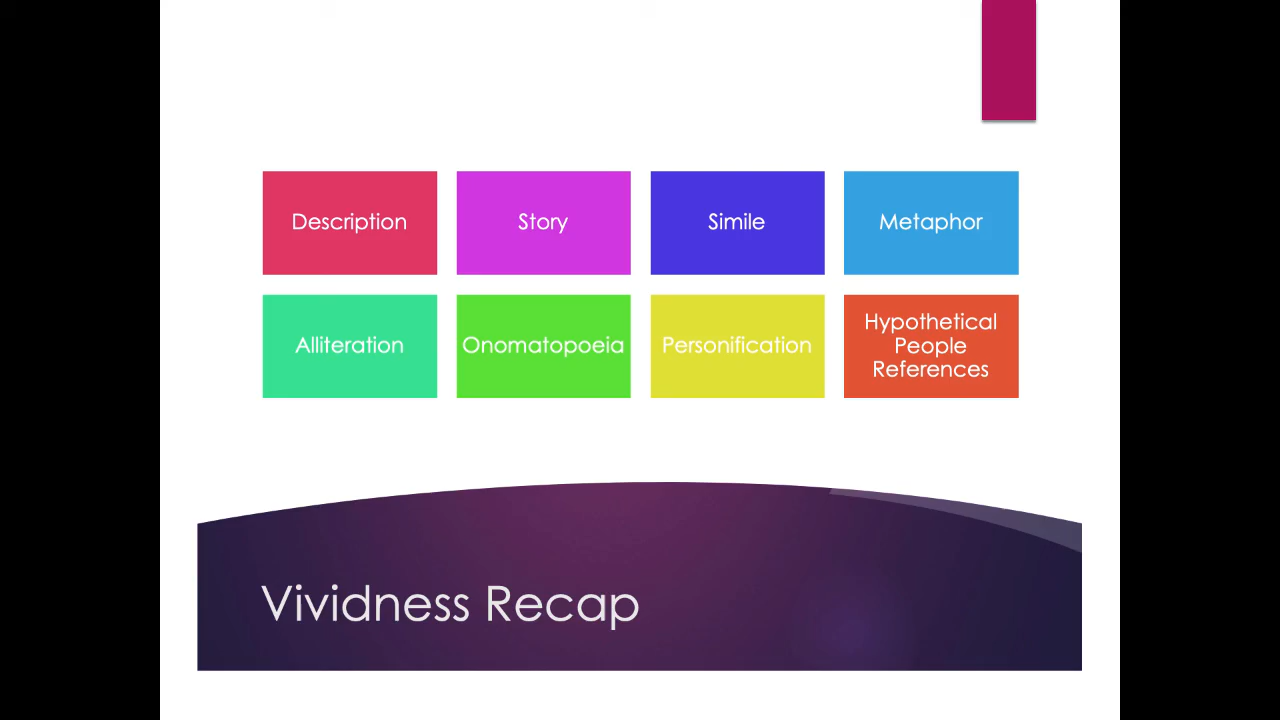 Description
Story
Simile
Metaphor
Alliteration
Onomatopoeia
Personification
Hypothetical
People
References
Vividness Recap